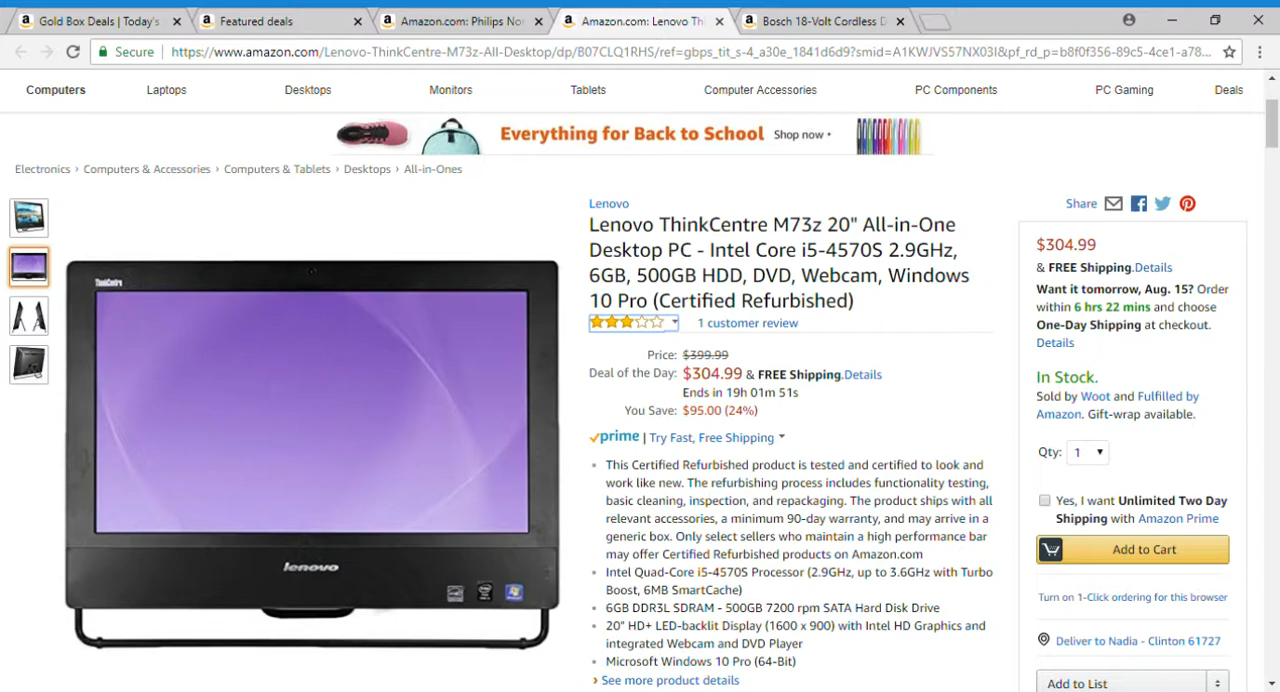 Gold Box Deals | Today's
Featured deals
Amazon.com: Philips No
Amazon.com: Lenovo Th
Bosch 18-Volt Cordless D
Secure
https://www.amazon.com/Lenovo-ThinkCentre-M73z-All-Desktop/dp/B07CLQ1RHS/ref=gbps_tit_s-4_a30e_1841d6d9?smid=A1KWJVS57NX03I&pf_rd_p=b8f0f356-89c5-4ce1-a78...
Computers Laptops Desktops Monitors Tablets Computer Accessories PC Components PC Gaming Deals
Everything for Back to School Shop now
Electronics › Computers & Accessories › Computers & Tablets › Desktops › All-in-Ones
ThinkCentre
lenovo
Lenovo
Lenovo ThinkCentre M73z 20" All-in-One
Desktop PC - Intel Core i5-4570S 2.9GHz,
6GB, 500GB HDD, DVD, Webcam, Windows
10 Pro (Certified Refurbished)
1 customer review
Price: $399.99
Deal of the Day: $304.99 & FREE Shipping.Details
Ends in 19h 01m 51s
You Save: $95.00 (24%)
prime | Try Fast, Free Shipping
This Certified Refurbished product is tested and certified to look and
work like new. The refurbishing process includes functionality testing,
basic cleaning, inspection, and repackaging. The product ships with all
relevant accessories, a minimum 90-day warranty, and may arrive in a
generic box. Only select sellers who maintain a high performance bar
may offer Certified Refurbished products on Amazon.com
Intel Quad-Core i5-4570S Processor (2.9GHz, up to 3.6GHz with Turbo
Boost, 6MB SmartCache)
6GB DDR3L SDRAM - 500GB 7200 rpm SATA Hard Disk Drive
20" HD+ LED-backlit Display (1600 x 900) with Intel HD Graphics and
integrated Webcam and DVD Player
Microsoft Windows 10 Pro (64-Bit)
› See more product details
Share
$304.99
& FREE Shipping.Details
Want it tomorrow, Aug. 15? Order
within 6 hrs 22 mins and choose
One-Day Shipping at checkout.
Details
In Stock.
Sold by Woot and Fulfilled by
Amazon. Gift-wrap available.
Qty: 1
Yes, I want Unlimited Two Day
Shipping with Amazon Prime
Add to Cart
Turn on 1-Click ordering for this browser
Deliver to Nadia - Clinton 61727
Add to List